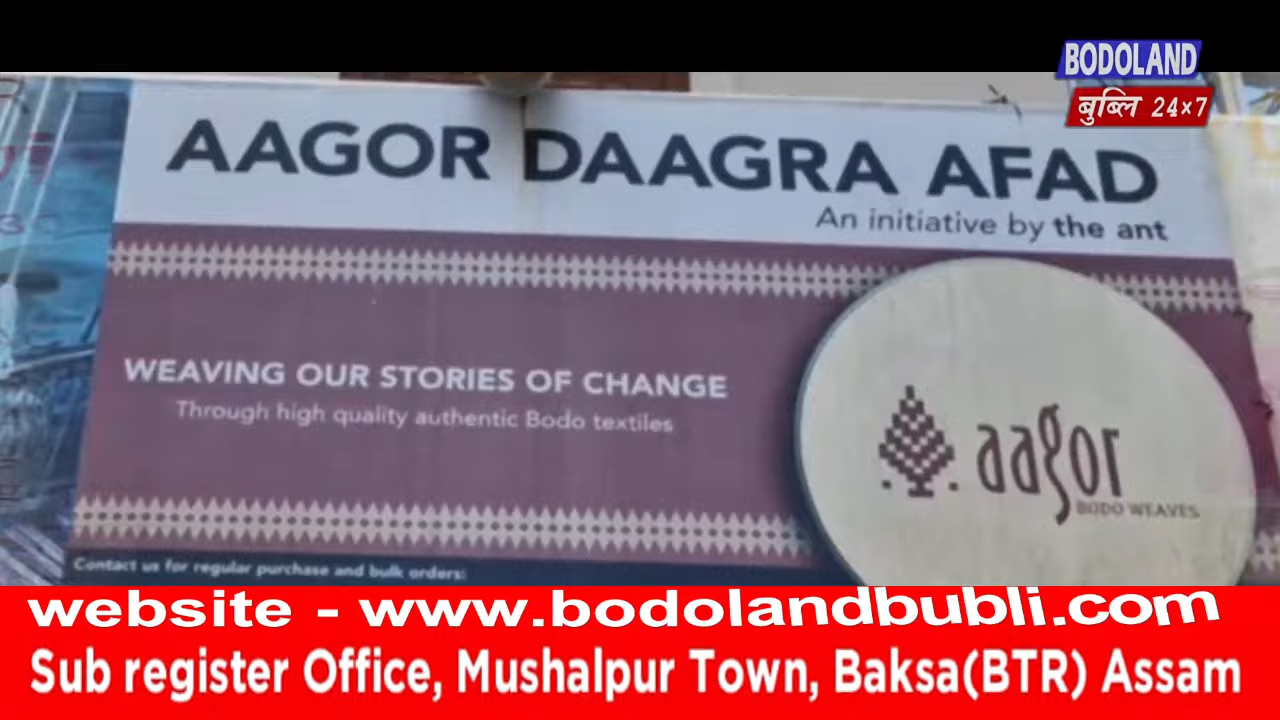 BODOLAND
बुब्लि 24×7
AAGOR DAAGRA AFAD
An initiative by the ant
WEAVING OUR STORIES OF CHANGE
Through high quality authentic Bodo textiles
aagor
BODO WEAVES
Contact us for regular purchase and bulk orders:
website - www.bodolandbubli.com
Sub register Office, Mushalpur Town, Baksa(BTR) Assam